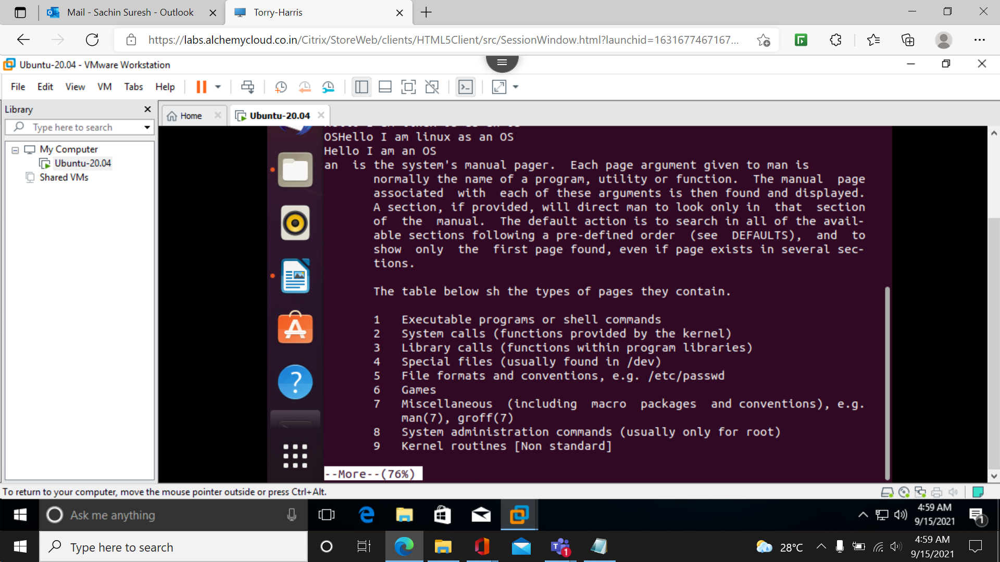 Mail - Sachin Suresh - Outlook
Torry-Harris
https://labs.alchemycloud.co.in/Citrix/StoreWeb/clients/HTML5Client/src/SessionWindow.html?launchid=1631677467167...
Ubuntu-20.04 - VMware Workstation
File Edit View VM Tabs Help
Library
Home
Ubuntu-20.04
Type here to search
My Computer
Ubuntu-20.04
Shared VMs
OSHello I am linux as an OS
Hello I am an OS
an  is the system's manual pager.  Each page argument given to man is
normally the name of a program, utility or function.  The manual  page
associated  with  each of these arguments is then found and displayed.
A section, if provided, will direct man to look only in  that  section
of  the  manual.  The default action is to search in all of the avail-
able sections following a pre-defined order  (see  DEFAULTS),  and  to
show  only  the  first page found, even if page exists in several sec-
tions.
The table below sh the types of pages they contain.
1   Executable programs or shell commands
2   System calls (functions provided by the kernel)
3   Library calls (functions within program libraries)
4   Special files (usually found in /dev)
5   File formats and conventions, e.g. /etc/passwd
6   Games
7   Miscellaneous  (including  macro  packages  and conventions), e.g.
man(7), groff(7)
8   System administration commands (usually only for root)
9   Kernel routines [Non standard]
--More--(76%)
To return to your computer, move the mouse pointer outside or press Ctrl+Alt.
Ask me anything
4:59 AM
9/15/2021
1
Type here to search
1
28°C
4:59 AM
9/15/2021